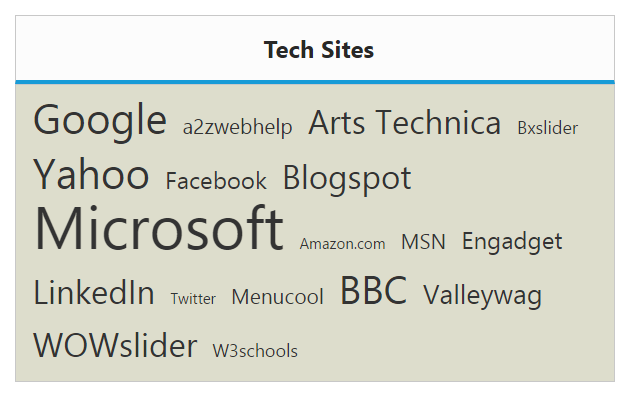 Tech Sites
Google a2zwebhelp Arts Technica Bxslider
Yahoo Facebook Blogspot
Microsoft Amazon.com MSN Engadget
LinkedIn Twitter Menucool BBC Valleywag
WOWslider W3schools